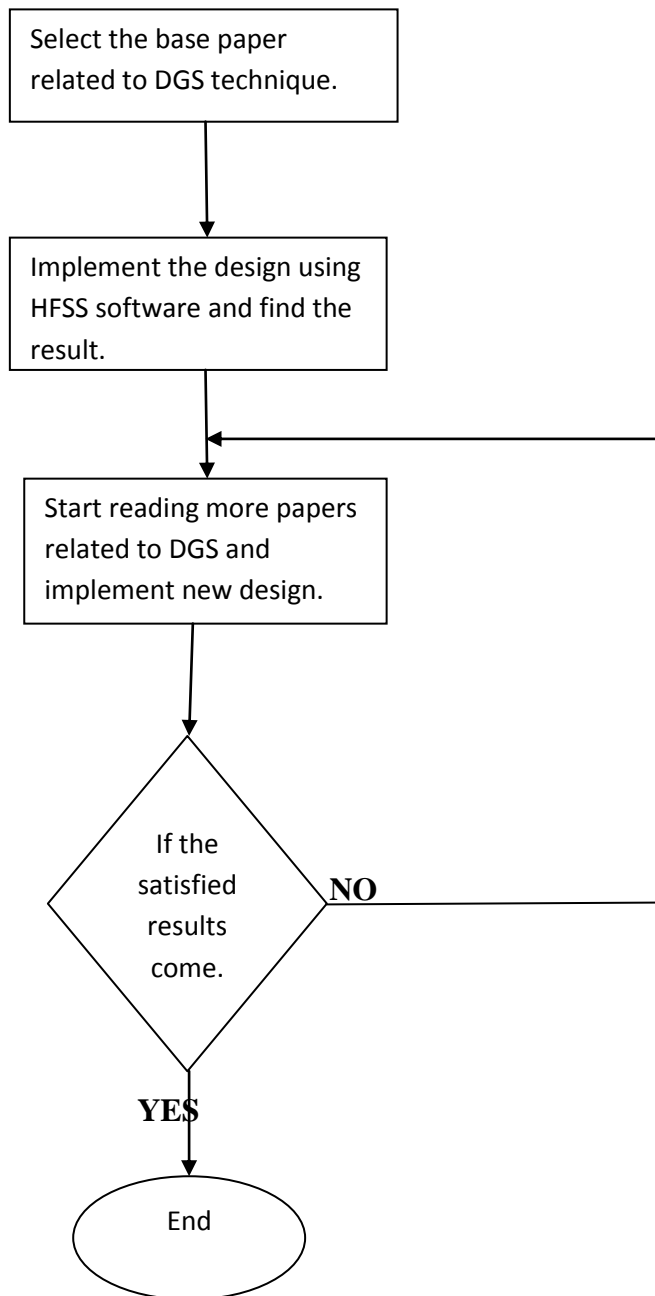 Select the base paper
related to DGS technique.
Implement the design using
HFSS software and find the
result.
Start reading more papers
related to DGS and
implement new design.
If the
satisfied
results
come.
NO
YES
End